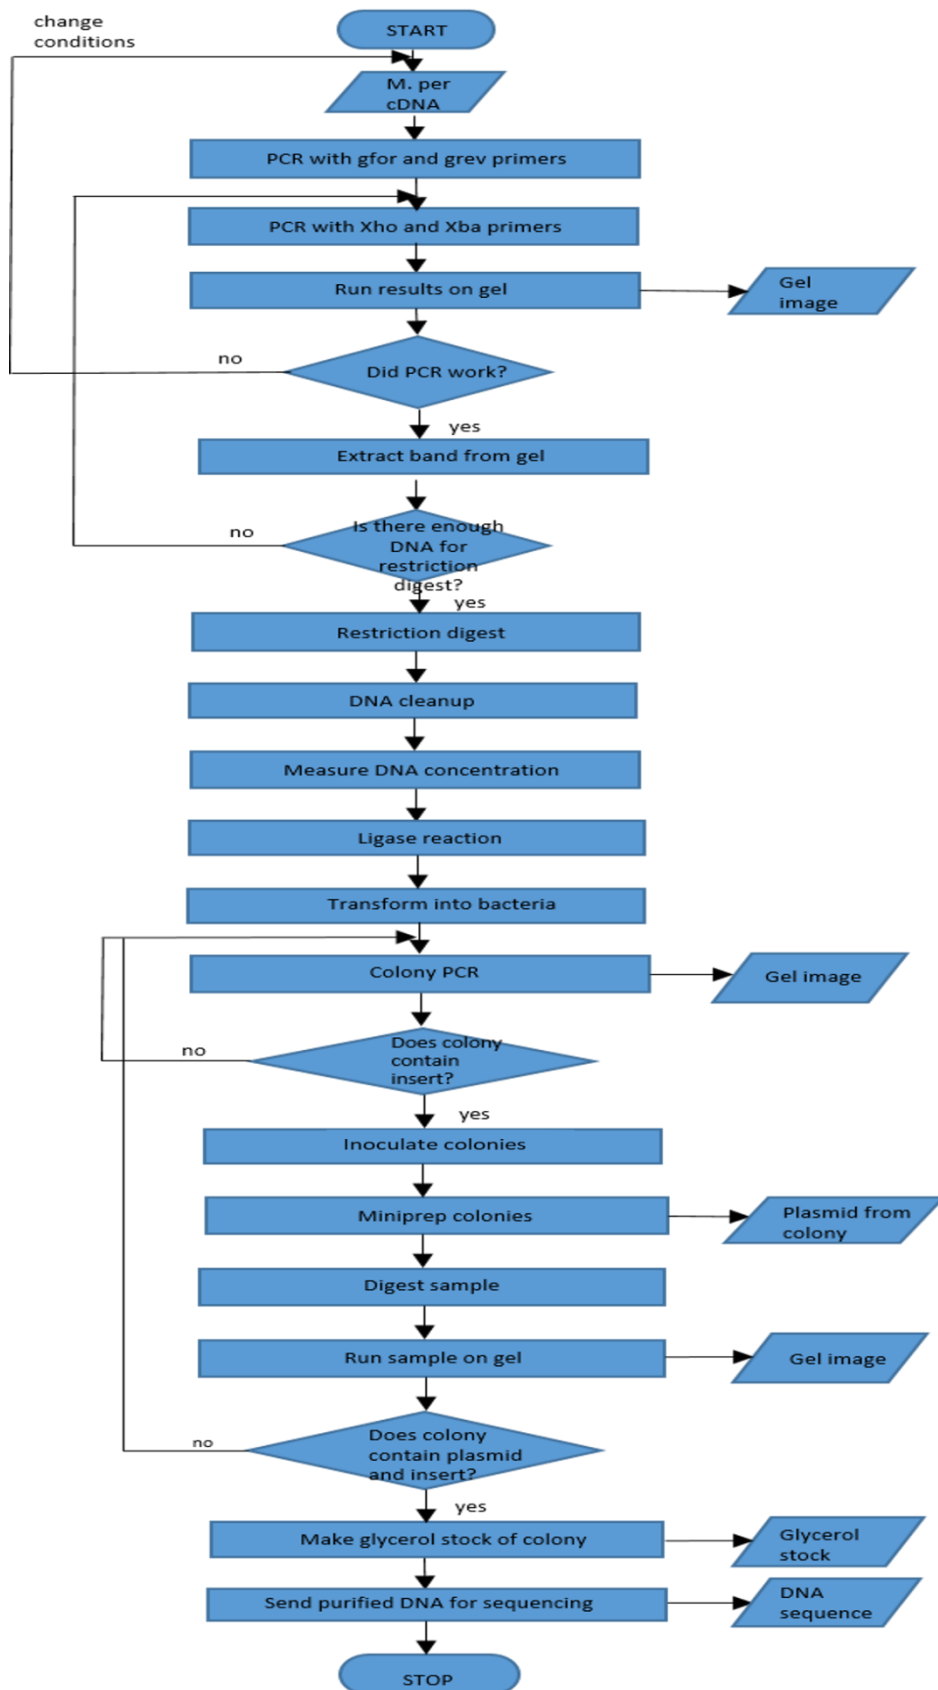 change
conditions
START
M. per
cDNA
PCR with gfor and grev primers
PCR with Xho and Xba primers
Run results on gel
Gel
image
no
Did PCR work?
yes
Extract band from gel
no
Is there enough
DNA for
restriction
digest?
yes
Restriction digest
DNA cleanup
Measure DNA concentration
Ligase reaction
Transform into bacteria
Colony PCR
Gel image
no
Does colony
contain
insert?
yes
Inoculate colonies
Miniprep colonies
Plasmid from
colony
Digest sample
Run sample on gel
Gel image
no
Does colony
contain plasmid
and insert?
yes
Make glycerol stock of colony
Glycerol
stock
Send purified DNA for sequencing
DNA
sequence
STOP